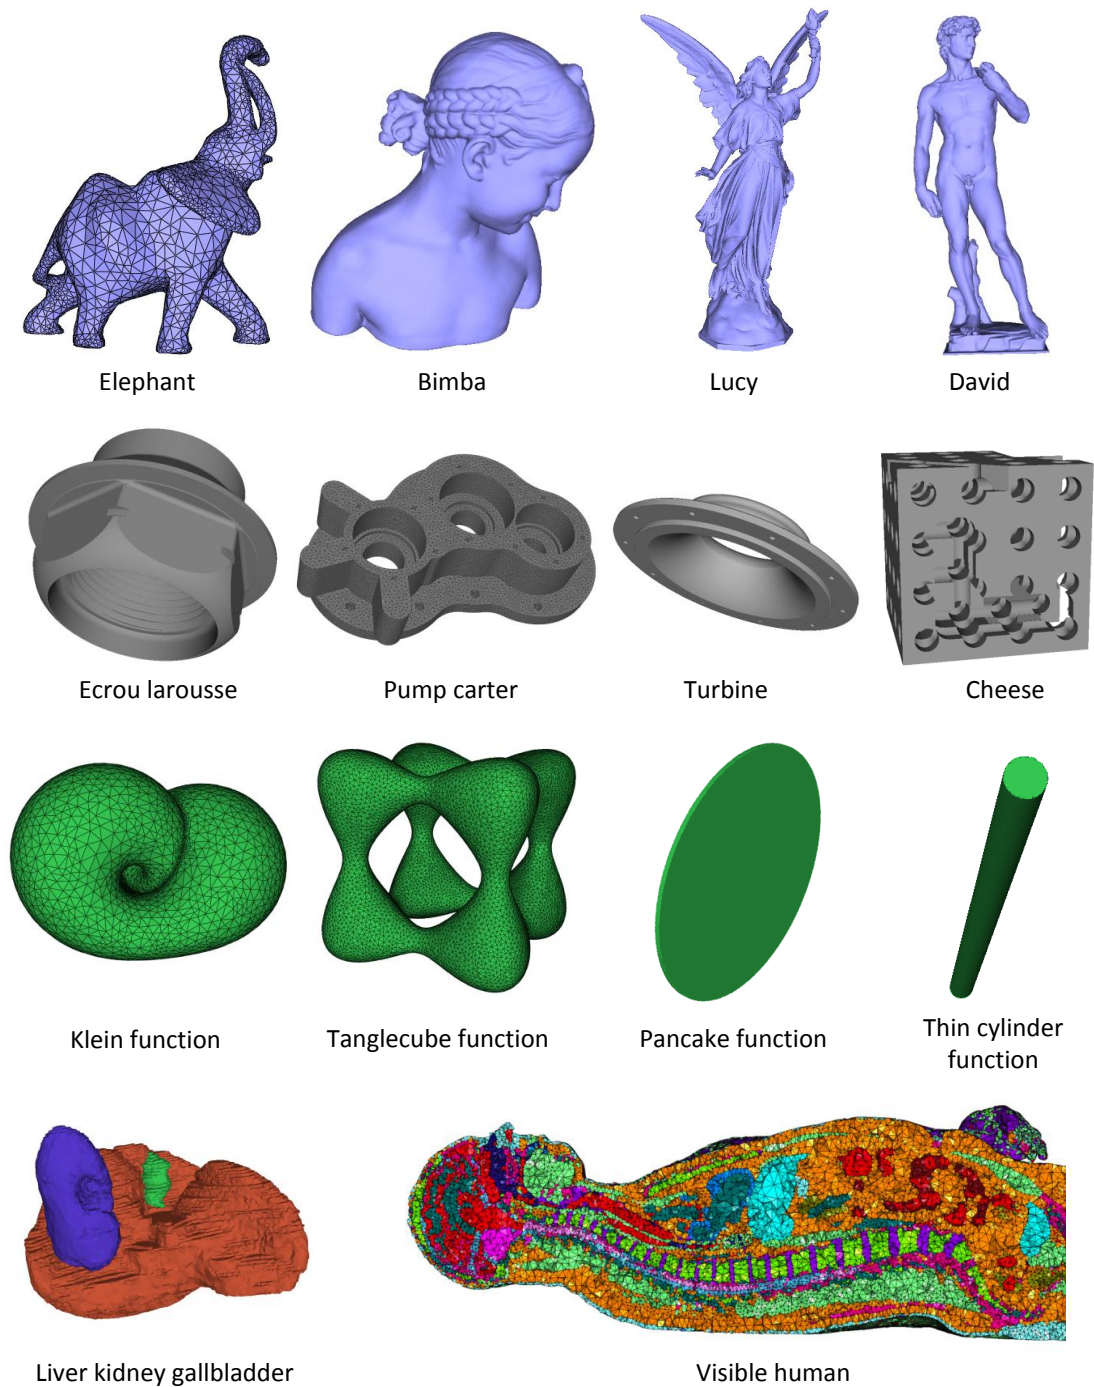 Elephant
Bimba
Lucy
David
Ecrou larousse
Pump carter
Turbine
Cheese
Klein function
Tanglecube function
Pancake function
Thin cylinder
function
Liver kidney gallbladder
Visible human